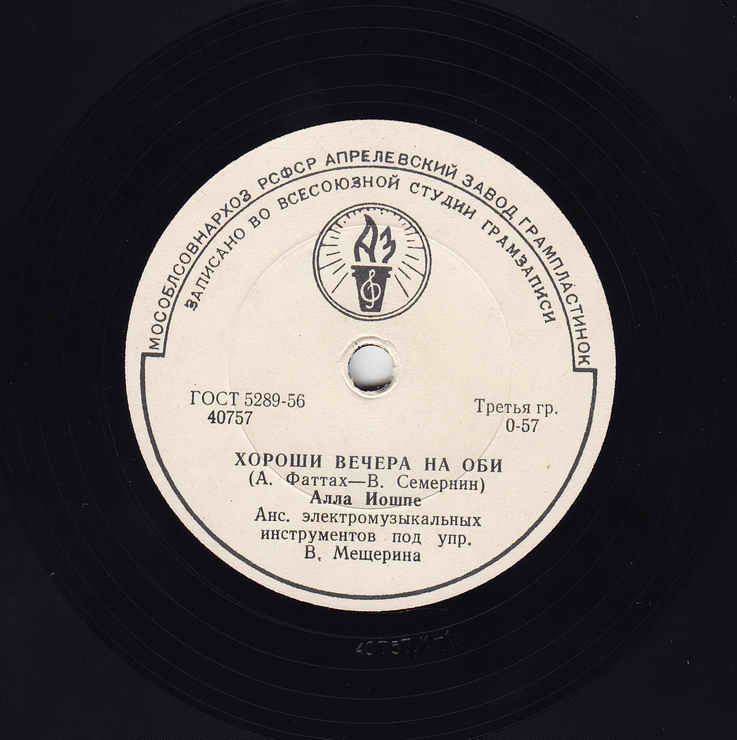 МОСОБЛСОВНАРХОЗ РСФСР АПРЕЛЕВСКИЙ ЗАВОД ГРАМПЛАСТИНОК
ЗАПИСАНО ВО ВСЕСОЮЗНОЙ СТУДИИ ГРАМЗАПИСИ
АЗ
ГОСТ 5289-56
40757
Третья гр.
0-57
ХОРОШИ ВЕЧЕРА НА ОБИ
(А. Фаттах—В. Семернин)
Алла Иошпе
Анс. электромузыкальных
инструментов под упр.
В. Мещерина